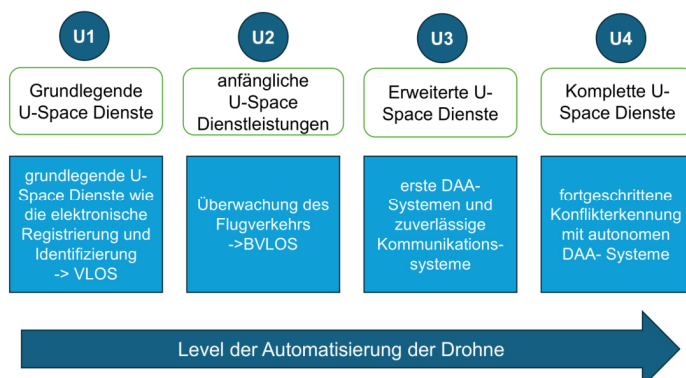 U1
U2
U3
U4
Grundlegende
U-Space Dienste
anfängliche
U-Space
Dienstleistungen
Erweiterte U-
Space Dienste
Komplette U-
Space Dienste
grundlegende U-
Space Dienste wie
die elektronische
Registrierung und
Identifizierung
-> VLOS
Überwachung des
Flugverkehrs
->BVLOS
erste DAA-
Systemen und
zuverlässige
Kommunikations-
systeme
fortgeschrittene
Konflikterkennung
mit autonomen
DAA- Systeme
Level der Automatisierung der Drohne